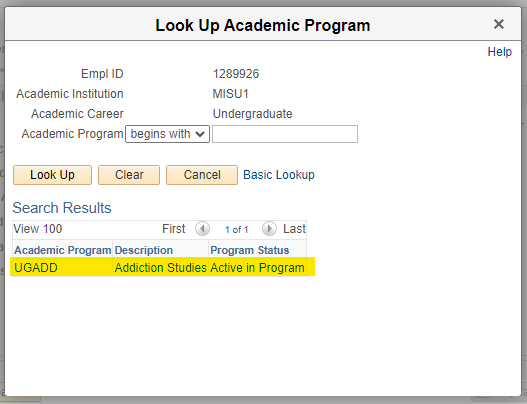 Look Up Academic Program
×
Help
Empl ID 1289926
Academic Institution MISU1
Academic Career Undergraduate
Academic Program begins with
Look Up Clear Cancel Basic Lookup
Search Results
View 100 First 1 of 1 Last
Academic Program Description Program Status
UGADD Addiction Studies Active in Program